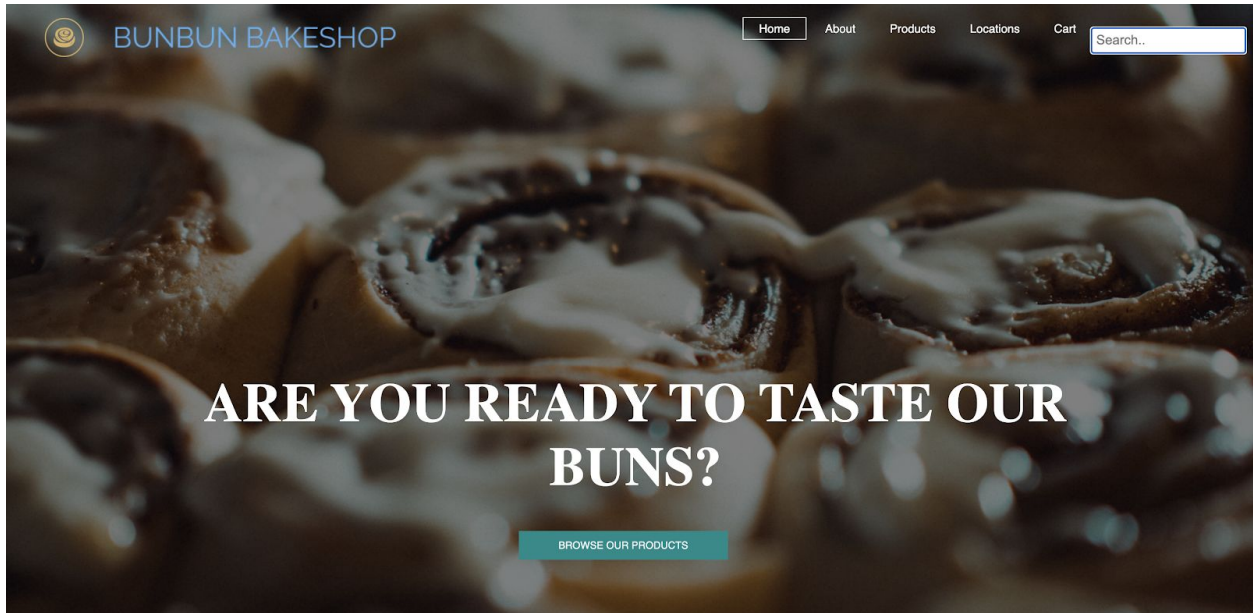 BUNBUN BAKESHOP
Home About Products Locations Cart
Search..
ARE YOU READY TO TASTE OUR
BUNS?
BROWSE OUR PRODUCTS